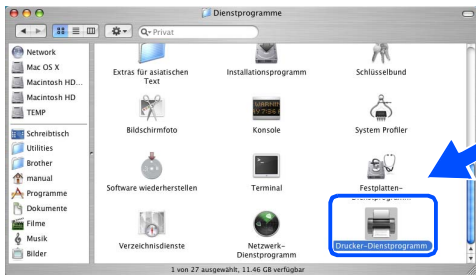 Dienstprogramme
Privat
Network
Mac OS X
Macintosh HD...
Macintosh HD
TEMP
Schreibtisch
Utilities
Brother
manual
Programme
Dokumente
Filme
Musik
Bilder
Extras für asiatischen
Text
Installationsprogramm
Schlüsselbund
Bildschirmfoto
Konsole
System Profiler
Software wiederherstellen
Terminal
Festplatten-
Dienstprogramm
Verzeichnisdienste
Netzwerk-
Dienstprogramm
Drucker-Dienstprogramm
1 von 27 ausgewählt, 11.46 GB verfügbar